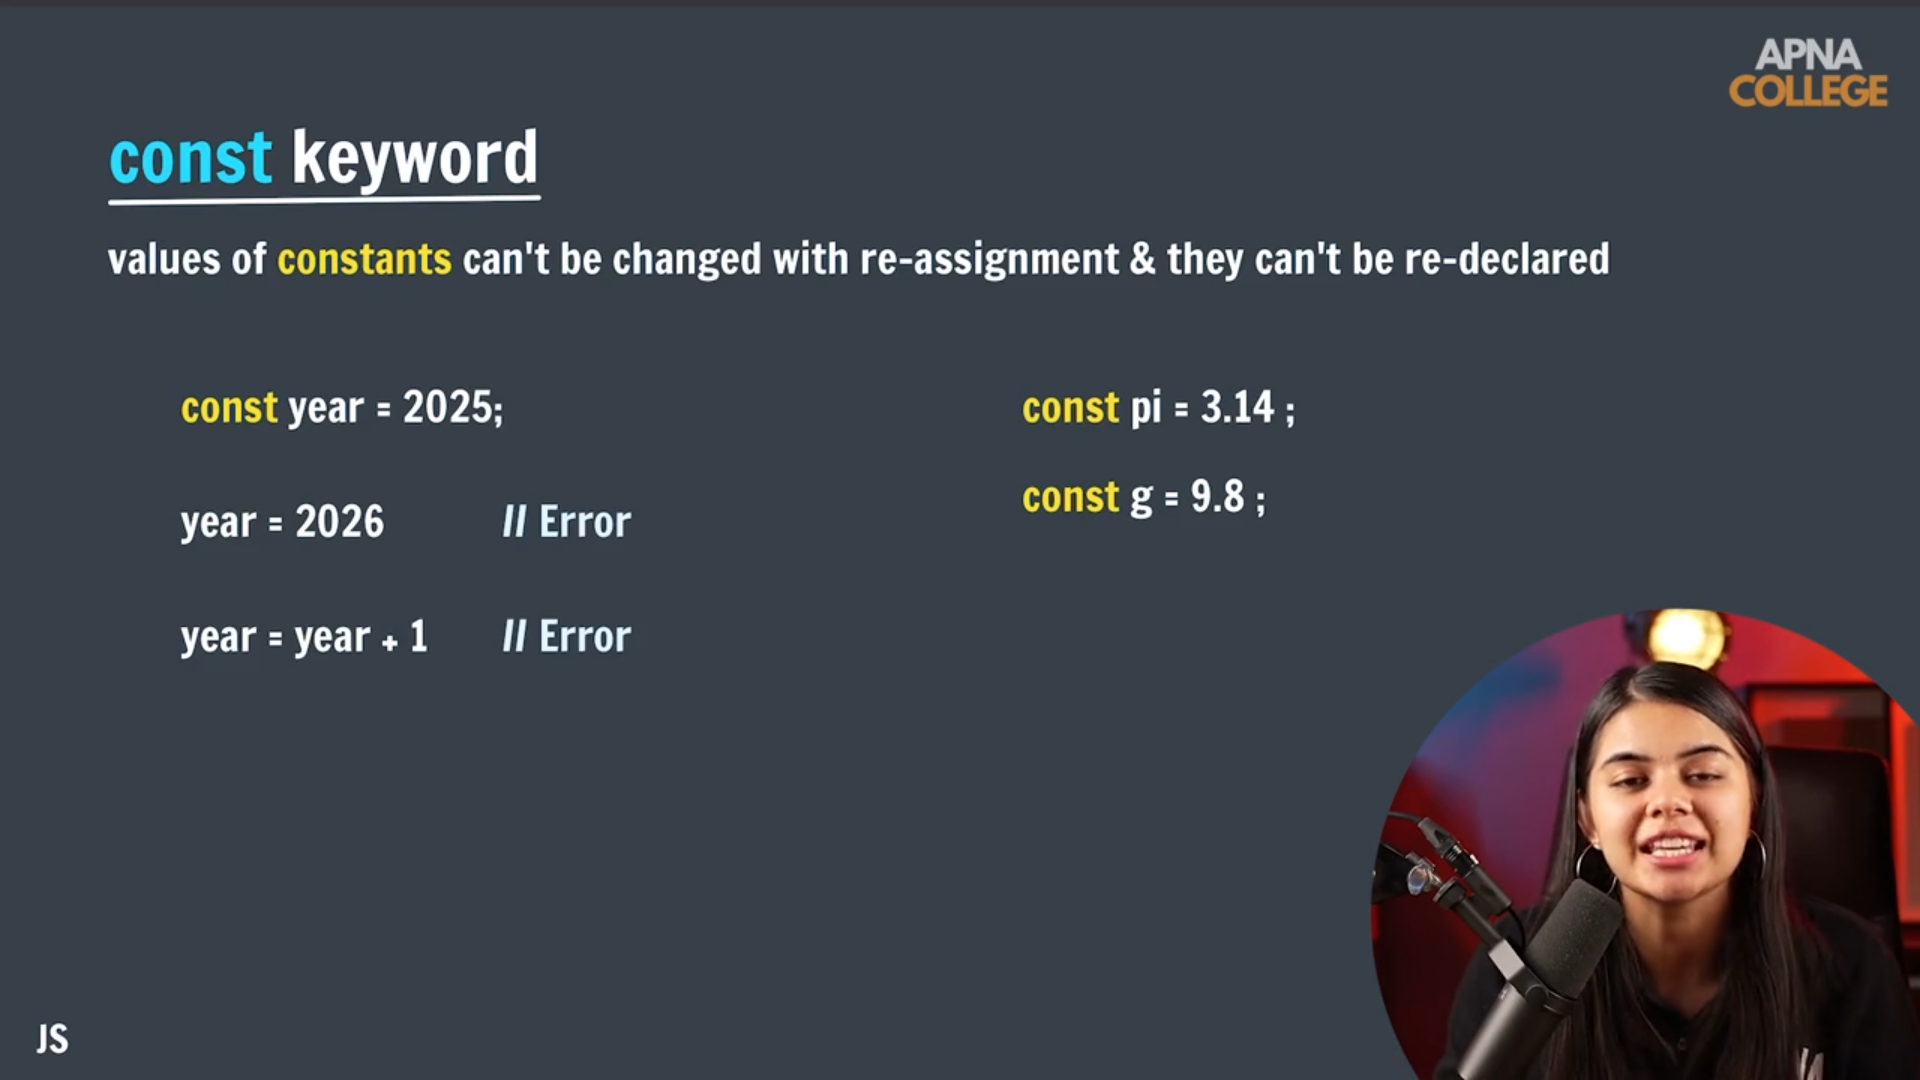 APNA
COLLEGE
const keyword
values of constants can't be changed with re-assignment & they can't be re-declared
const year = 2025;
year = 2026 // Error
year = year + 1 // Error
const pi = 3.14 ;
const g = 9.8 ;
JS